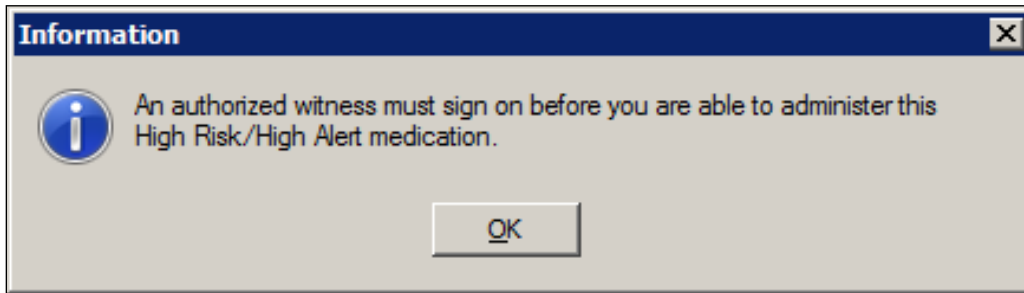 Information
An authorized witness must sign on before you are able to administer this
High Risk/High Alert medication.
OK